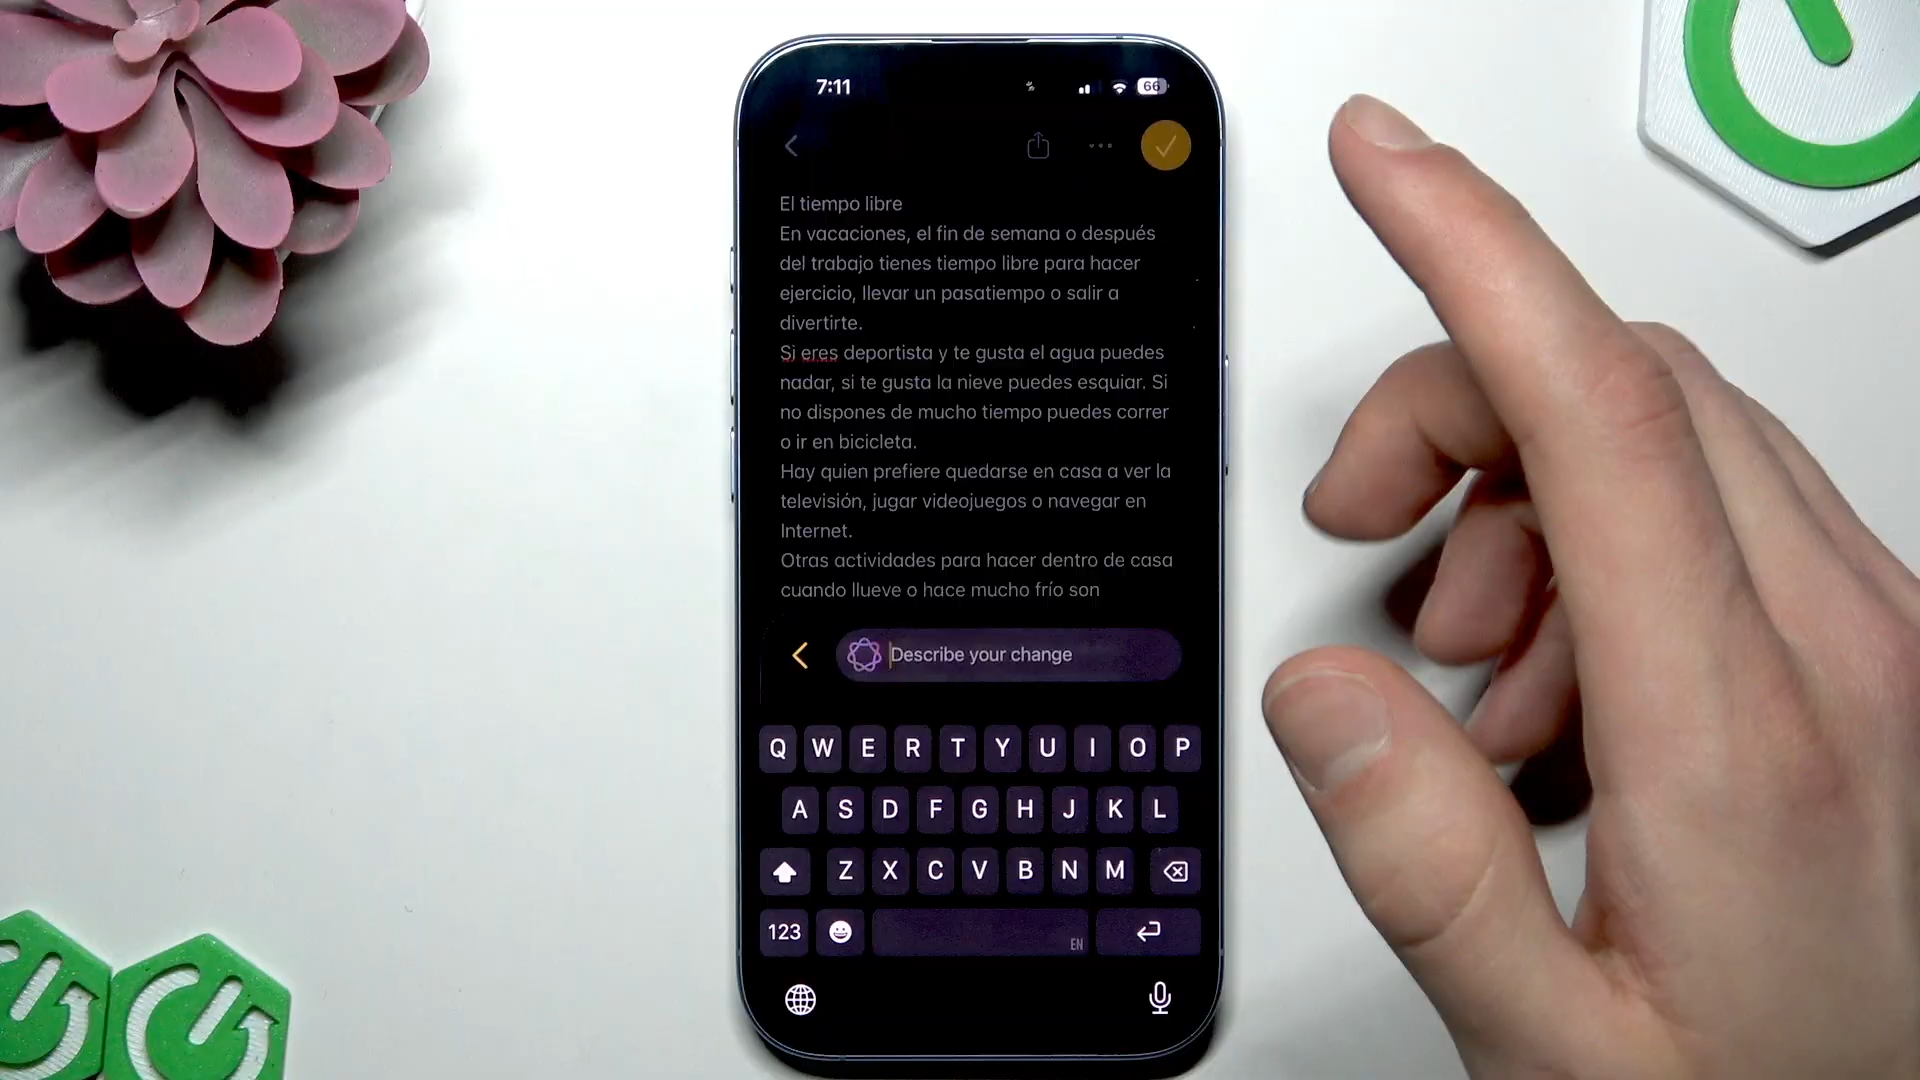 7:11
66
El tiempo libre
En vacaciones, el fin de semana o después
del trabajo tienes tiempo libre para hacer
ejercicio, llevar un pasatiempo o salir a
divertirte.
Si eres deportista y te gusta el agua puedes
nadar, si te gusta la nieve puedes esquiar. Si
no dispones de mucho tiempo puedes correr
o ir en bicicleta.
Hay quien prefiere quedarse en casa a ver la
televisión, jugar videojuegos o navegar en
Internet.
Otras actividades para hacer dentro de casa
cuando llueve o hace mucho frío son
Describe your change
Q W E R T Y U I O P
A S D F G H J K L
Z X C V B N M
123
EN